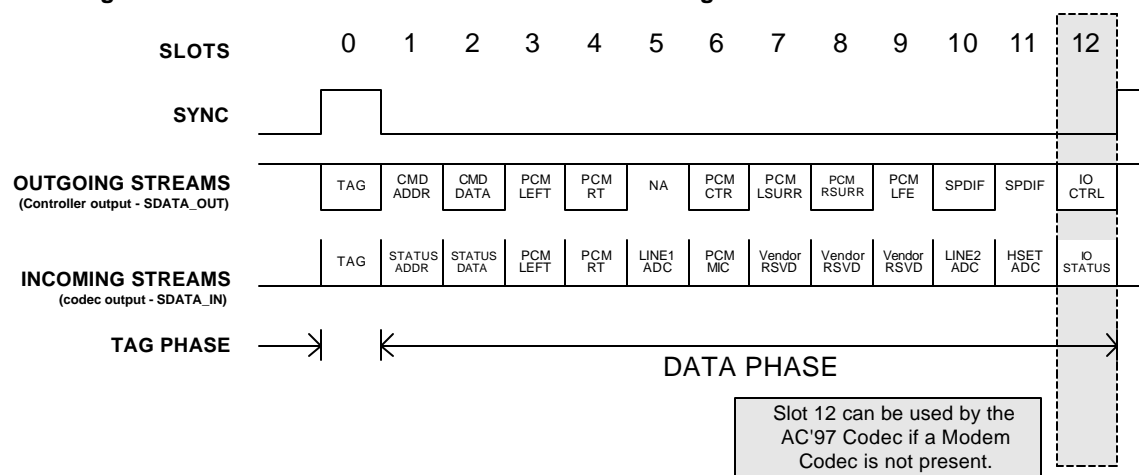 SLOTS 0 1 2 3 4 5 6 7 8 9 10 11 12
SYNC
OUTGOING STREAMS
(Controller output - SDATA_OUT)
TAG
CMD
ADDR
CMD
DATA
PCM
LEFT
PCM
RT
NA
PCM
CTR
PCM
LSURR
PCM
RSURR
PCM
LFE
SPDIF
SPDIF
IO
CTRL
INCOMING STREAMS
(codec output - SDATA_IN)
TAG
STATUS
ADDR
STATUS
DATA
PCM
LEFT
PCM
RT
LINE1
ADC
PCM
MIC
Vendor
RSVD
Vendor
RSVD
Vendor
RSVD
LINE2
ADC
HSET
ADC
IO
STATUS
TAG PHASE
DATA PHASE
Slot 12 can be used by the
AC'97 Codec if a Modem
Codec is not present.